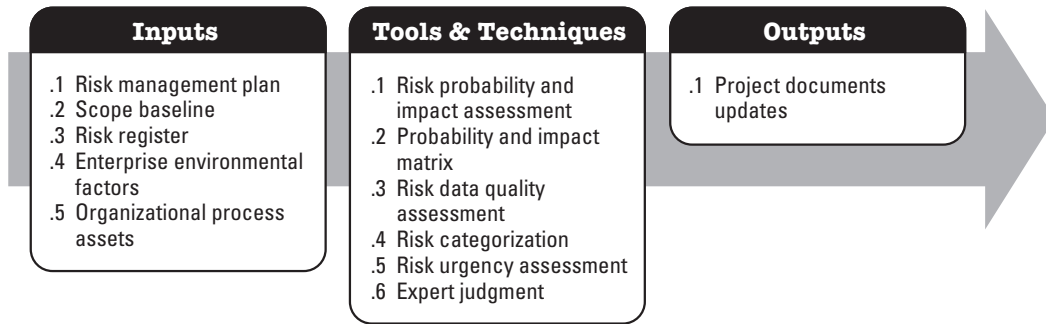 Inputs
.1 Risk management plan
.2 Scope baseline
.3 Risk register
.4 Enterprise environmental
factors
.5 Organizational process
assets
Tools & Techniques
.1 Risk probability and
impact assessment
.2 Probability and impact
matrix
.3 Risk data quality
assessment
.4 Risk categorization
.5 Risk urgency assessment
.6 Expert judgment
Outputs
.1 Project documents
updates